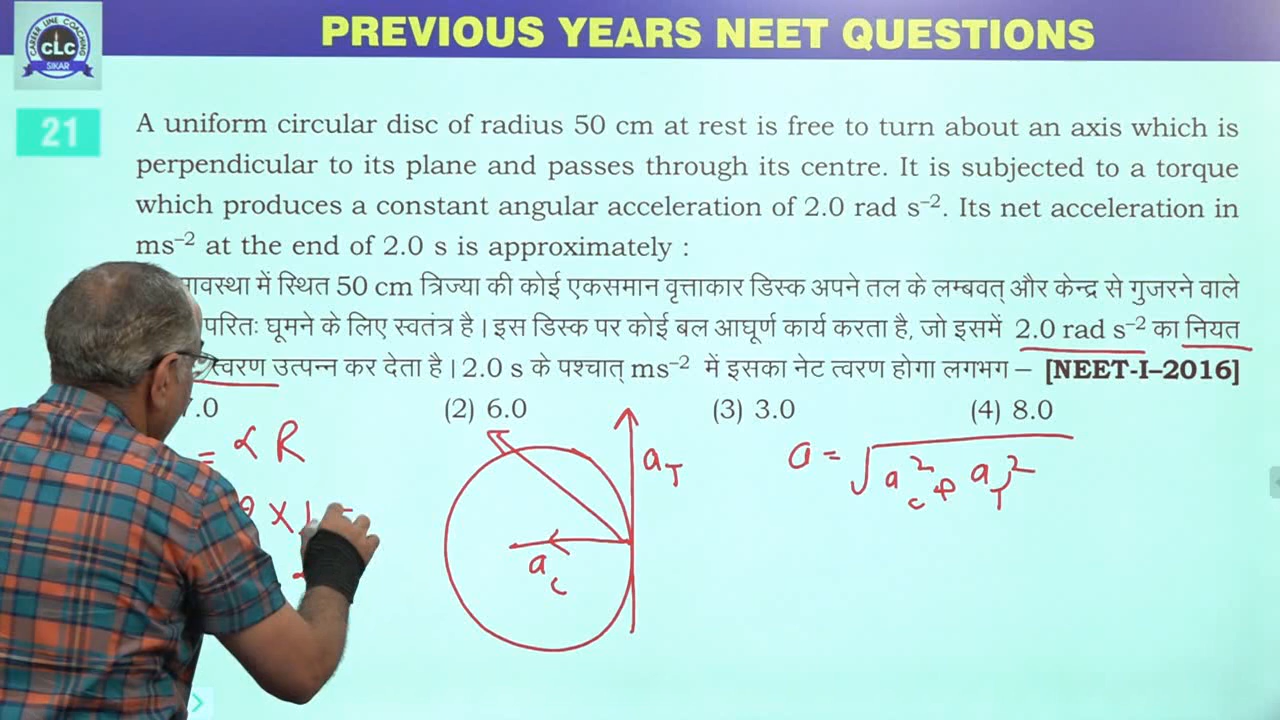 PREVIOUS YEARS NEET QUESTIONS
CAREER LINE COACHING
CLC
SIKAR
21
A uniform circular disc of radius 50 cm at rest is free to turn about an axis which is
perpendicular to its plane and passes through its centre. It is subjected to a torque
which produces a constant angular acceleration of 2.0 rad s⁻². Its net acceleration in
ms⁻² at the end of 2.0 s is approximately :
में स्थित 50 cm त्रिज्या की कोई एकसमान वृत्ताकार डिस्क अपने तल के लम्बवत् और केन्द्र से गुजरने वाले
परितः घूमने के लिए स्वतंत्र है। इस डिस्क पर कोई बल आघूर्ण कार्य करता है, जो इसमें 2.0 rad s⁻² का नियत
त्वरण उत्पन्न कर देता है। 2.0 s के पश्चात् ms⁻² में इसका नेट त्वरण होगा लगभग – [NEET-I–2016]
.0 (2) 6.0 (3) 3.0 (4) 8.0
= αR
a_T
a = √(a_c² + a_T²)
a_c